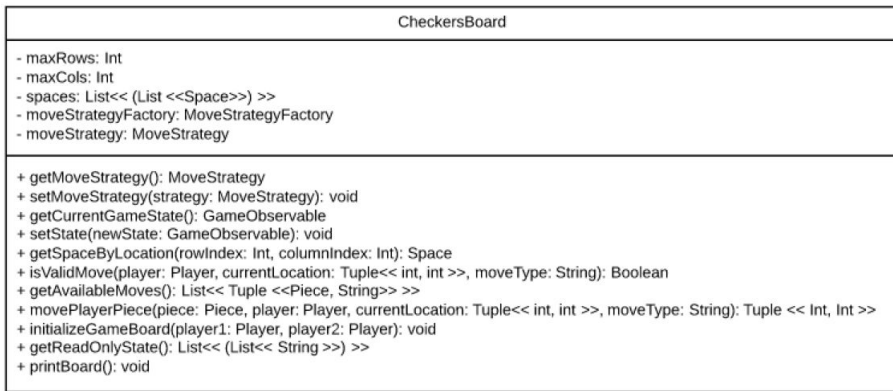 CheckersBoard
- maxRows: Int
- maxCols: Int
- spaces: List<< (List <<Space>>) >>
- moveStrategyFactory: MoveStrategyFactory
- moveStrategy: MoveStrategy
+ getMoveStrategy(): MoveStrategy
+ setMoveStrategy(strategy: MoveStrategy): void
+ getCurrentGameState(): GameObservable
+ setState(newState: GameObservable): void
+ getSpaceByLocation(rowIndex: Int, columnIndex: Int): Space
+ isValidMove(player: Player, currentLocation: Tuple<< int, int >>, moveType: String): Boolean
+ getAvailableMoves(): List<< Tuple <<Piece, String>> >>
+ movePlayerPiece(piece: Piece, player: Player, currentLocation: Tuple<< int, int >>, moveType: String): Tuple << Int, Int >>
+ initializeGameBoard(player1: Player, player2: Player): void
+ getReadOnlyState(): List<< (List<< String >>) >>
+ printBoard(): void